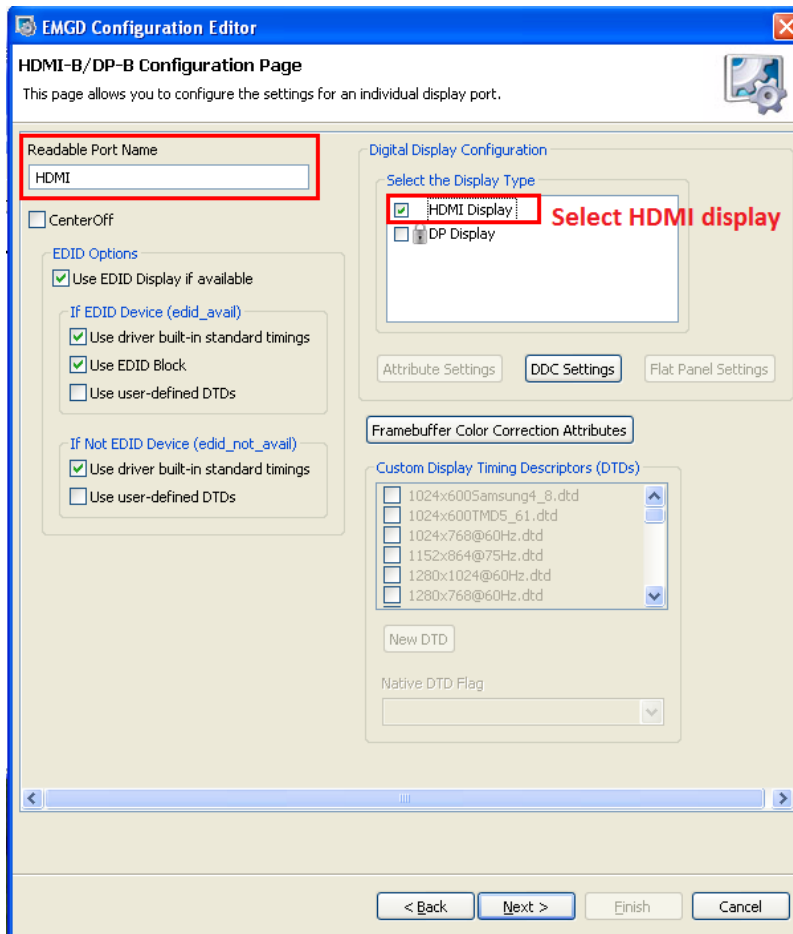 EMGD Configuration Editor
HDMI-B/DP-B Configuration Page
This page allows you to configure the settings for an individual display port.
Readable Port Name
HDMI
CenterOff
EDID Options
Use EDID Display if available
If EDID Device (edid_avail)
Use driver built-in standard timings
Use EDID Block
Use user-defined DTDs
If Not EDID Device (edid_not_avail)
Use driver built-in standard timings
Use user-defined DTDs
Digital Display Configuration
Select the Display Type
HDMI Display
Select HDMI display
DP Display
Attribute Settings
DDC Settings
Flat Panel Settings
Framebuffer Color Correction Attributes
Custom Display Timing Descriptors (DTDs)
1024x600Samsung4_8.dtd
1024x600TMD5_61.dtd
1024x768@60Hz.dtd
1152x864@75Hz.dtd
1280x1024@60Hz.dtd
1280x768@60Hz.dtd
New DTD
Native DTD Flag
< Back
Next >
Finish
Cancel